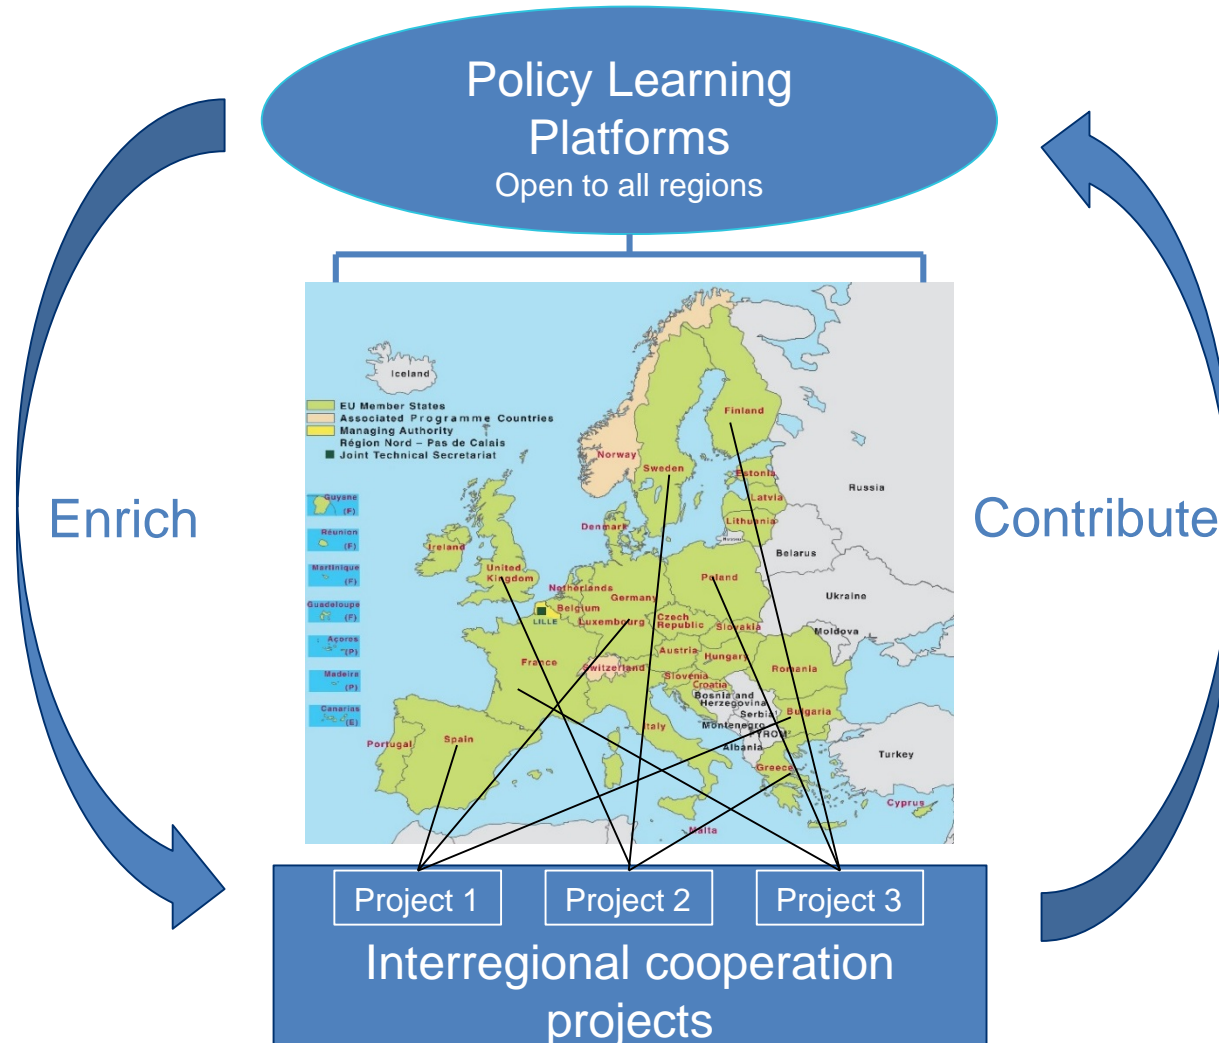 Policy Learning
Platforms
Open to all regions
Enrich
Contribute
Iceland
EU Member States
Associated Programme Countries
Managing Authority
Région Nord – Pas de Calais
Joint Technical Secretariat
Guyane
(F)
Réunion
(F)
Martinique
(F)
Guadeloupe
(F)
Açores
(P)
Madeira
(P)
Canarias
(E)
Finland
Norway
Sweden
Estonia
Russia
Latvia
Lithuania
Denmark
Ireland
United
Kingdom
Belarus
Netherlands
Poland
Germany
Belgium
Ukraine
LILLE
Luxembourg
Czech
Republic
Slovakia
Moldova
Austria
Hungary
France
Switzerland
Romania
Slovenia
Croatia
Bosnia and
Herzegovina
Serbia
Bulgaria
Montenegro
Italy
FYROM
Portugal
Spain
Albania
Turkey
Greece
Cyprus
Malta
Project 1
Project 2
Project 3
Interregional cooperation
projects